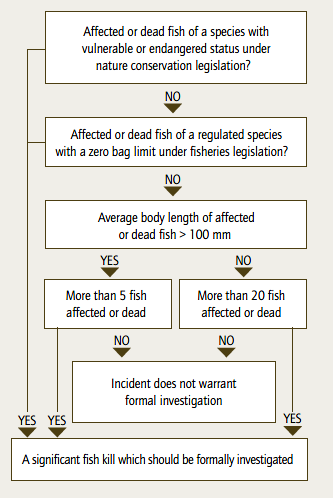 Affected or dead fish of a species with
vulnerable or endangered status under
nature conservation legislation?
NO
Affected or dead fish of a regulated species
with a zero bag limit under fisheries legislation?
NO
Average body length of affected
or dead fish > 100 mm
YES
NO
More than 5 fish
affected or dead
More than 20 fish
affected or dead
NO
NO
Incident does not warrant
formal investigation
YES
YES
YES
A significant fish kill which should be formally investigated